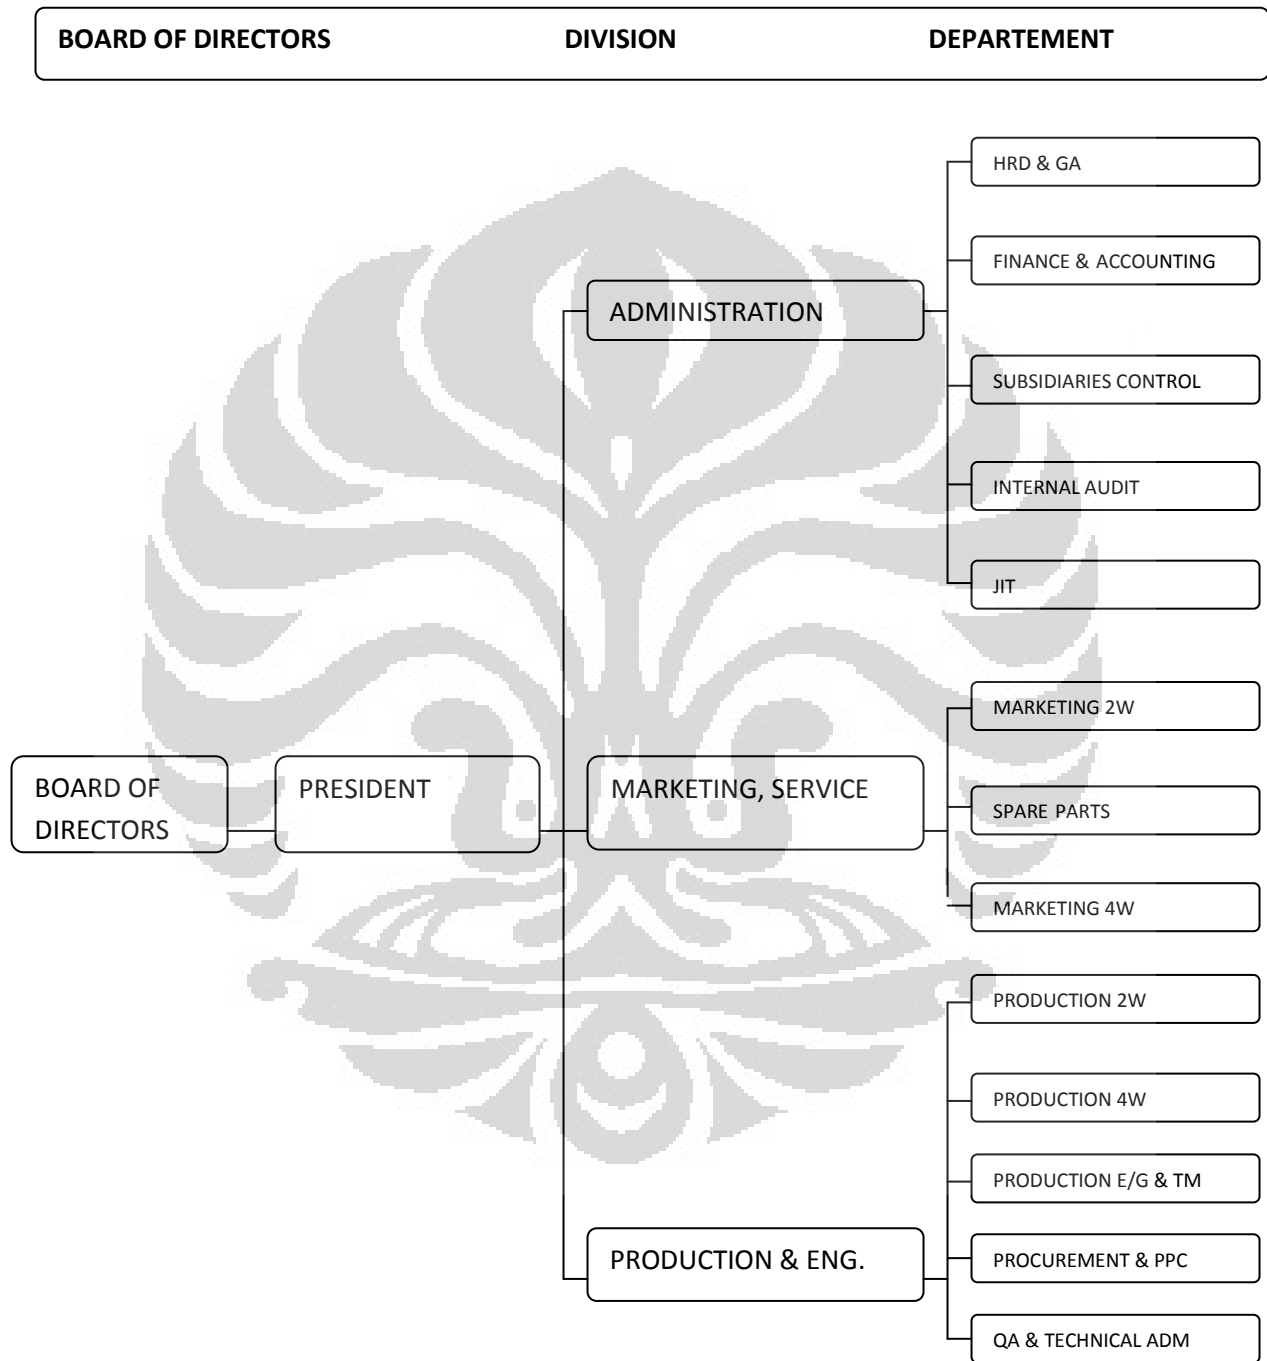 BOARD OF DIRECTORS DIVISION DEPARTEMENT
HRD & GA
FINANCE & ACCOUNTING
ADMINISTRATION
SUBSIDIARIES CONTROL
INTERNAL AUDIT
JIT
MARKETING 2W
BOARD OF
DIRECTORS
PRESIDENT
MARKETING, SERVICE
SPARE PARTS
MARKETING 4W
PRODUCTION 2W
PRODUCTION 4W
PRODUCTION E/G & TM
PRODUCTION & ENG.
PROCUREMENT & PPC
QA & TECHNICAL ADM